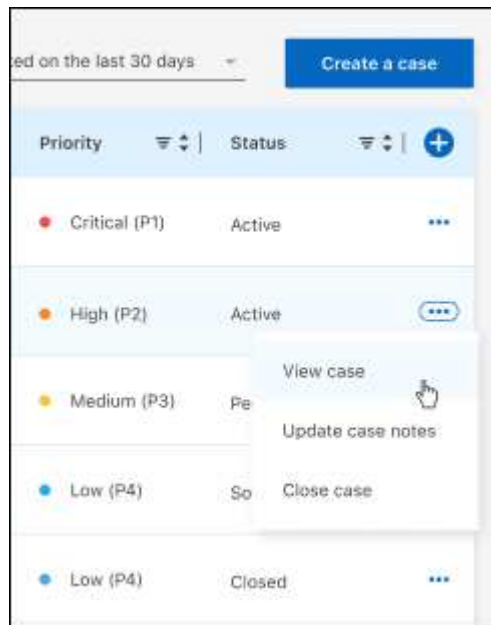 ed on the last 30 days
Create a case
Priority Status
Critical (P1) Active
High (P2) Active
View case
Medium (P3) Pe
Update case notes
Low (P4) So
Close case
Low (P4) Closed